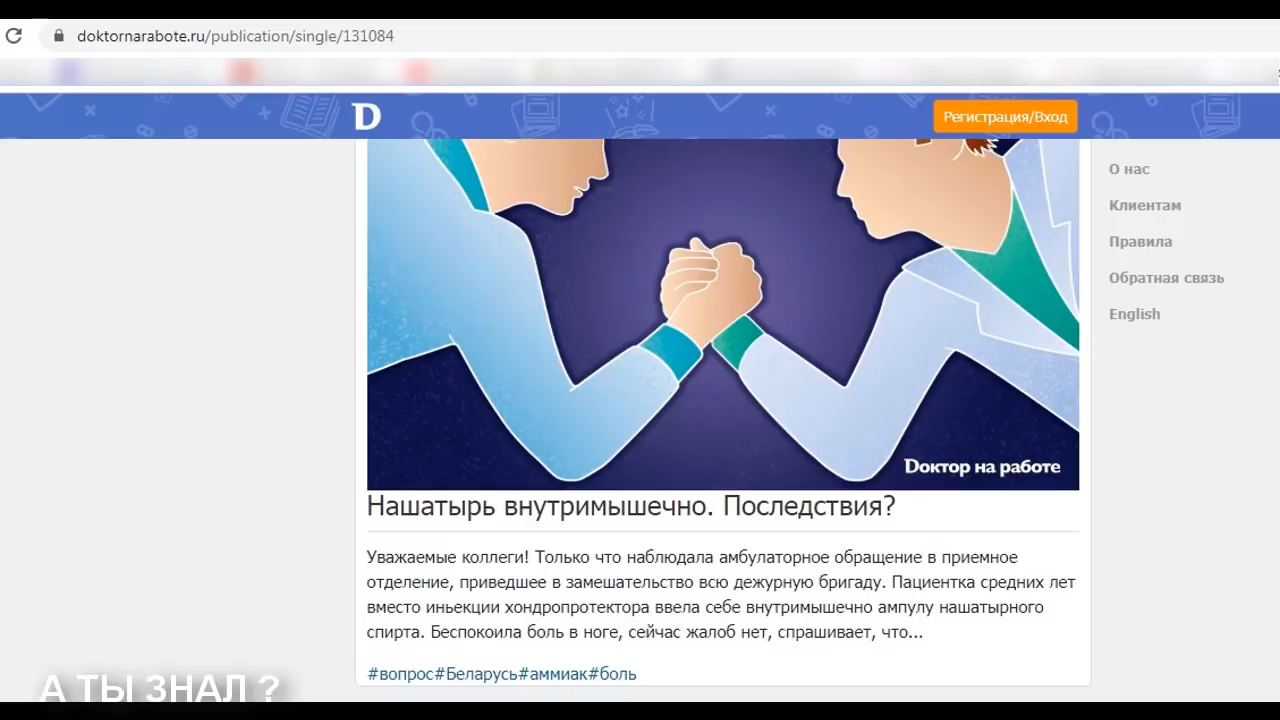 doktornarabote.ru/publication/single/131084
D
Регистрация/Вход
О нас
Клиентам
Правила
Обратная связь
English
Доктор на работе
Нашатырь внутримышечно. Последствия?
Уважаемые коллеги! Только что наблюдала амбулаторное обращение в приемное
отделение, приведшее в замешательство всю дежурную бригаду. Пациентка средних лет
вместо иньекции хондропротектора ввела себе внутримышечно ампулу нашатырного
спирта. Беспокоила боль в ноге, сейчас жалоб нет, спрашивает, что...
#вопрос#Беларусь#аммиак#боль
А ТЫ ЗНАЛ ?